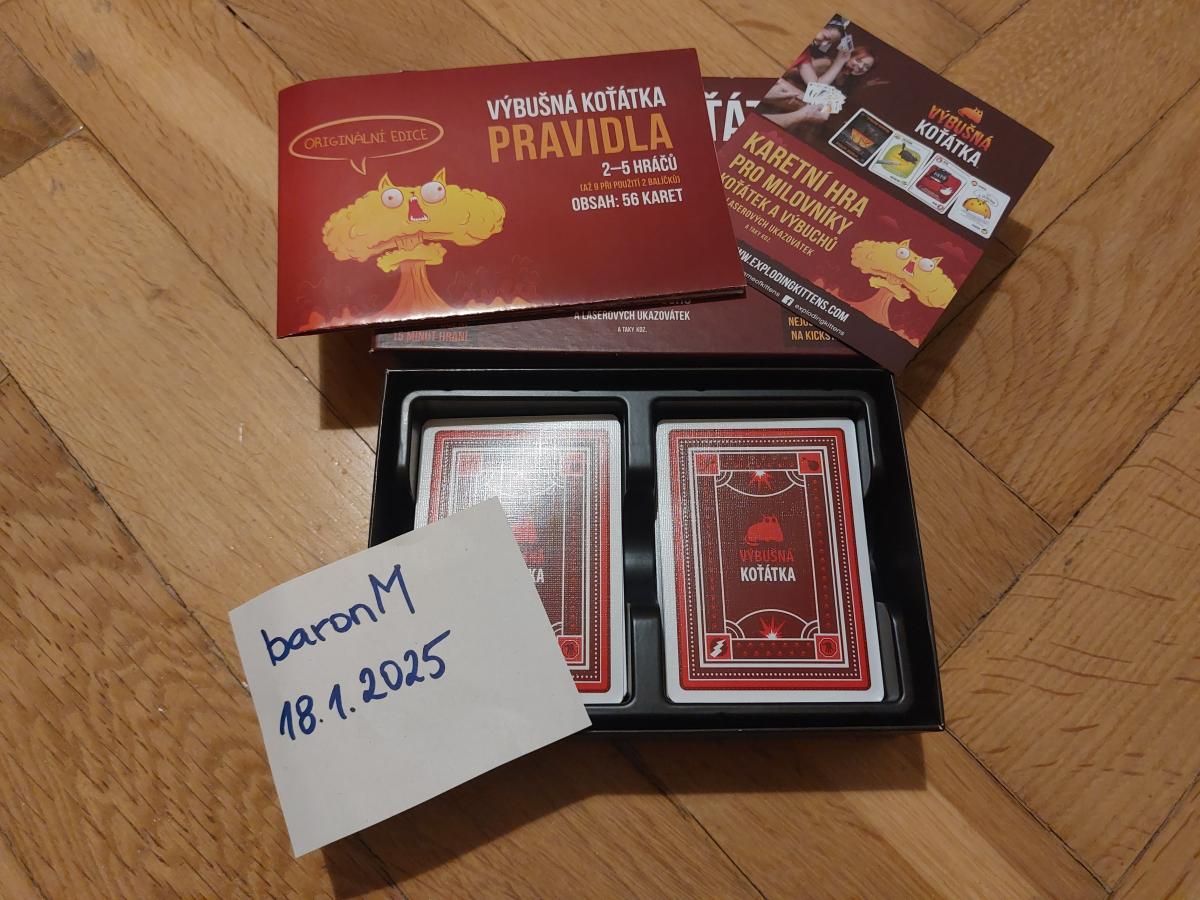 ORIGINÁLNÍ EDICE
VÝBUŠNÁ KOŤÁTKA
PRAVIDLA
2–5 HRÁČŮ
(AŽ 9 PŘI POUŽITÍ 2 BALÍČKŮ)
OBSAH: 56 KARET
VÝBUŠNÁ
KOŤÁTKA
KARETNÍ HRA
PRO MILOVNÍKY
KOŤÁTEK A VÝBUCHŮ
LASEROVÝCH UKAZOVÁTEK
A TAKY KOZ.
WWW.EXPLODINGKITTENS.COM
explodingkittens
A LASEROVÝCH UKAZOVÁTEK
A TAKY KOZ.
15 MINUT HRANÍ
VÝBUŠNÁ
KOŤÁTKA
baronM
18.1.2025